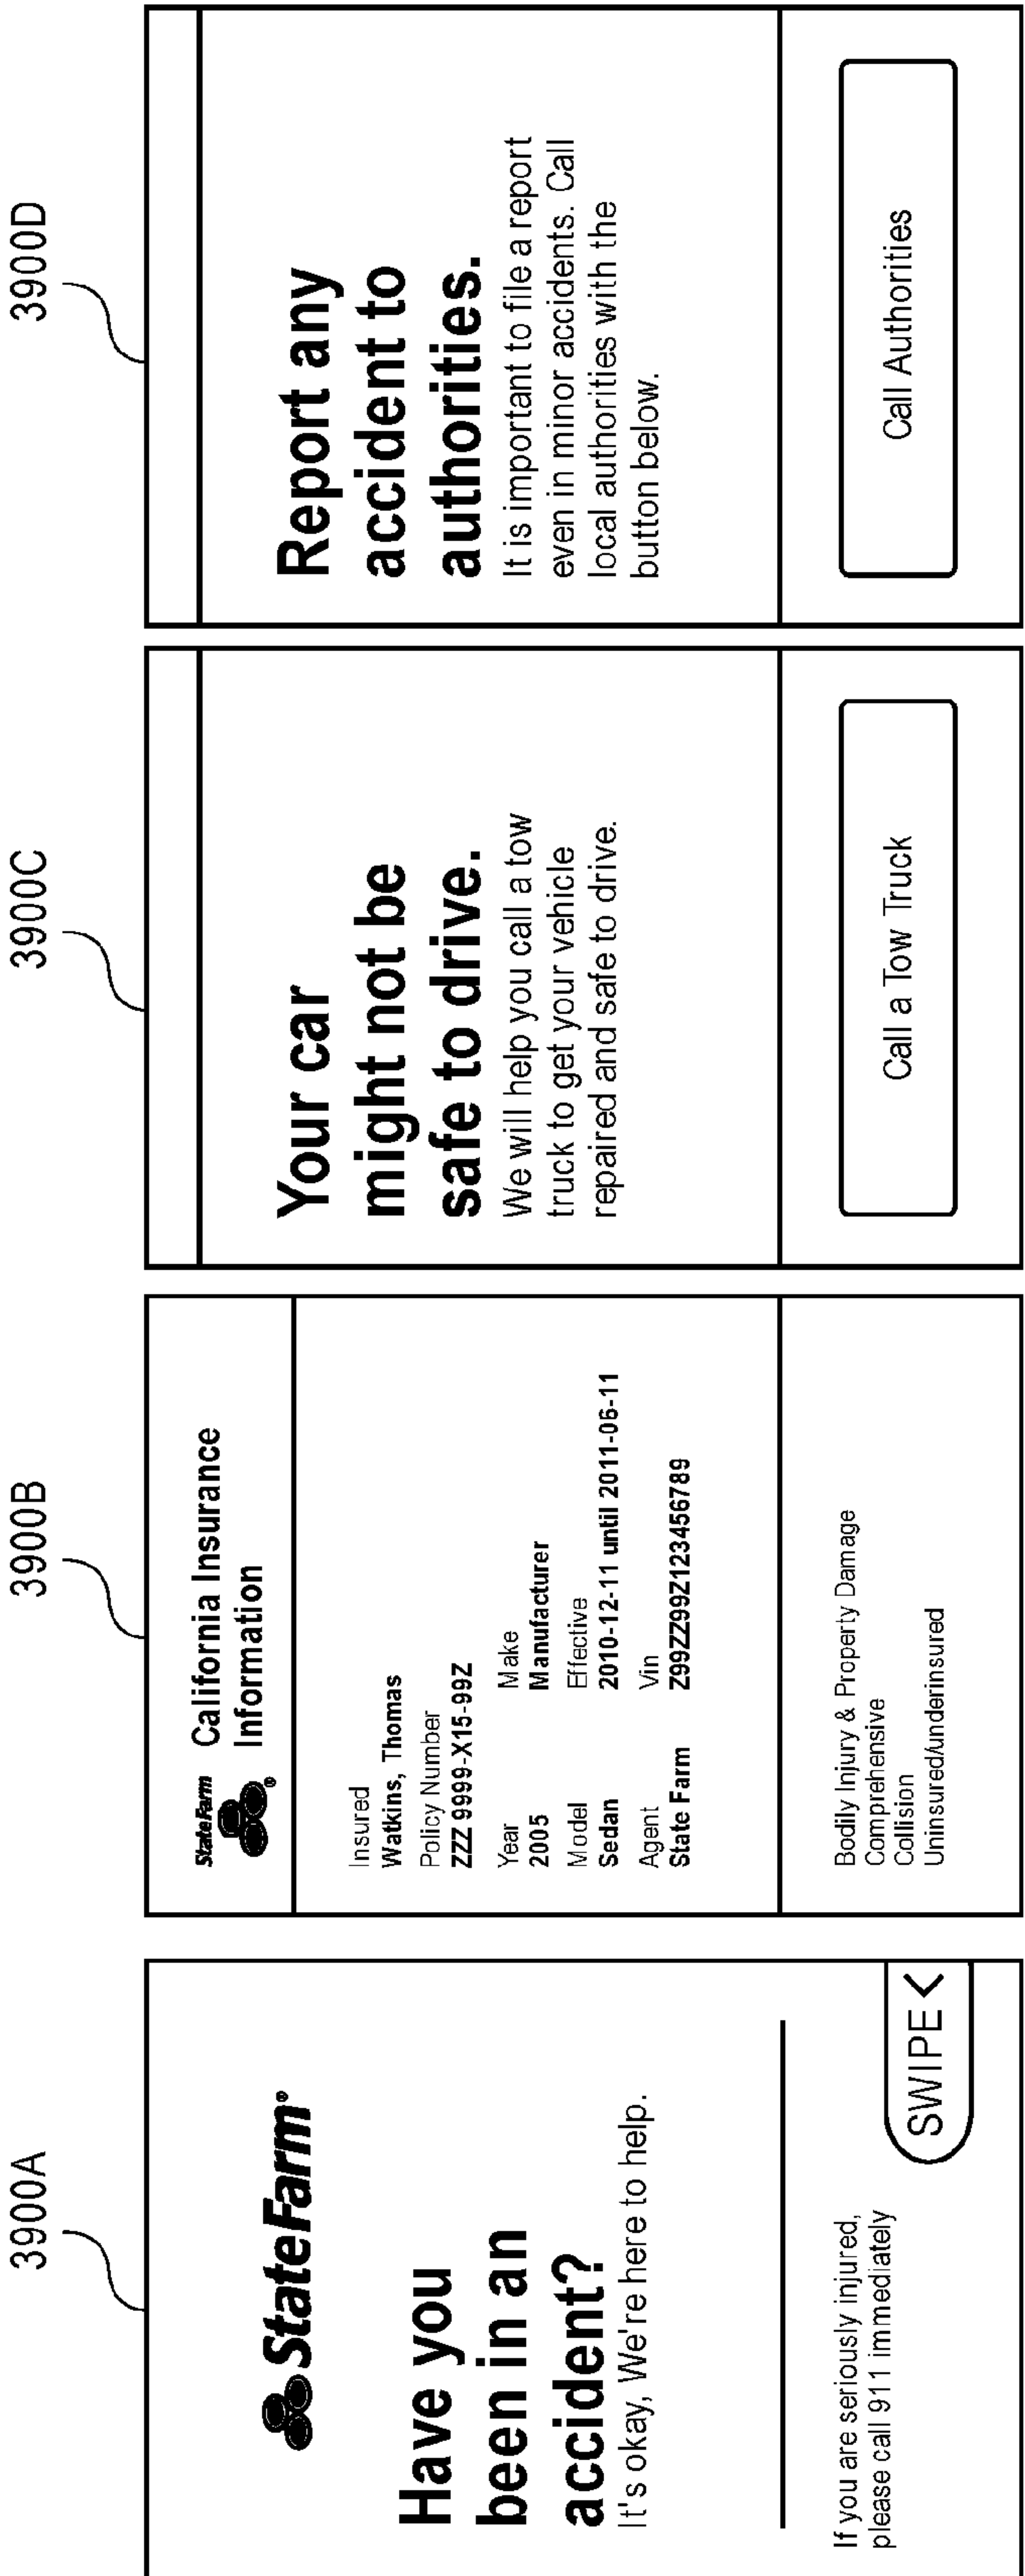 3900A
StateFarm®
Have you
been in an
accident?
It's okay, We're here to help.
If you are seriously injured,
please call 911 immediately
SWIPE <
3900B
StateFarm
®
California Insurance
Information
Insured
Watkins, Thomas
Policy Number
ZZZ 9999-X15-99Z
Year Make
2005 Manufacturer
Model Effective
Sedan 2010-12-11 until 2011-06-11
Agent Vin
State Farm Z99ZZ99Z123456789
Bodily Injury & Property Damage
Comprehensive
Collision
Uninsured/underinsured
3900C
Your car
might not be
safe to drive.
We will help you call a tow
truck to get your vehicle
repaired and safe to drive.
Call a Tow Truck
3900D
Report any
accident to
authorities.
It is important to file a report
even in minor accidents. Call
local authorities with the
button below.
Call Authorities